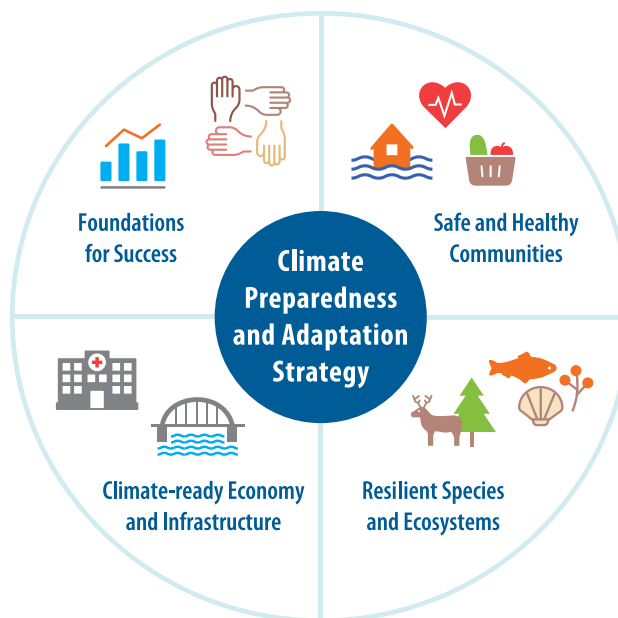 Foundations
for Success
Safe and Healthy
Communities
Climate
Preparedness
and Adaptation
Strategy
Climate-ready Economy
and Infrastructure
Resilient Species
and Ecosystems